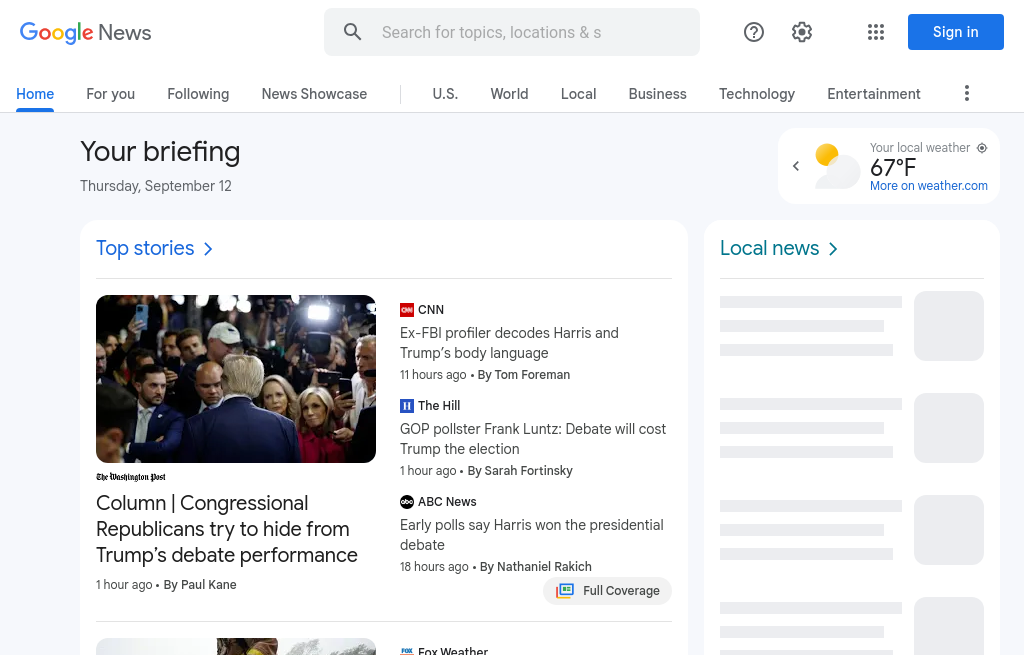 Google News
Search for topics, locations & s
Sign in
Home
For you
Following
News Showcase
U.S.
World
Local
Business
Technology
Entertainment
Your briefing
Thursday, September 12
Your local weather
67°F
More on weather.com
Top stories
The Washington Post
Column | Congressional
Republicans try to hide from
Trump's debate performance
1 hour ago • By Paul Kane
CNN
CNN
Ex-FBI profiler decodes Harris and
Trump's body language
11 hours ago • By Tom Foreman
H
The Hill
GOP pollster Frank Luntz: Debate will cost
Trump the election
1 hour ago • By Sarah Fortinsky
abc
ABC News
Early polls say Harris won the presidential
debate
18 hours ago • By Nathaniel Rakich
Full Coverage
FOX
Fox Weather
Local news